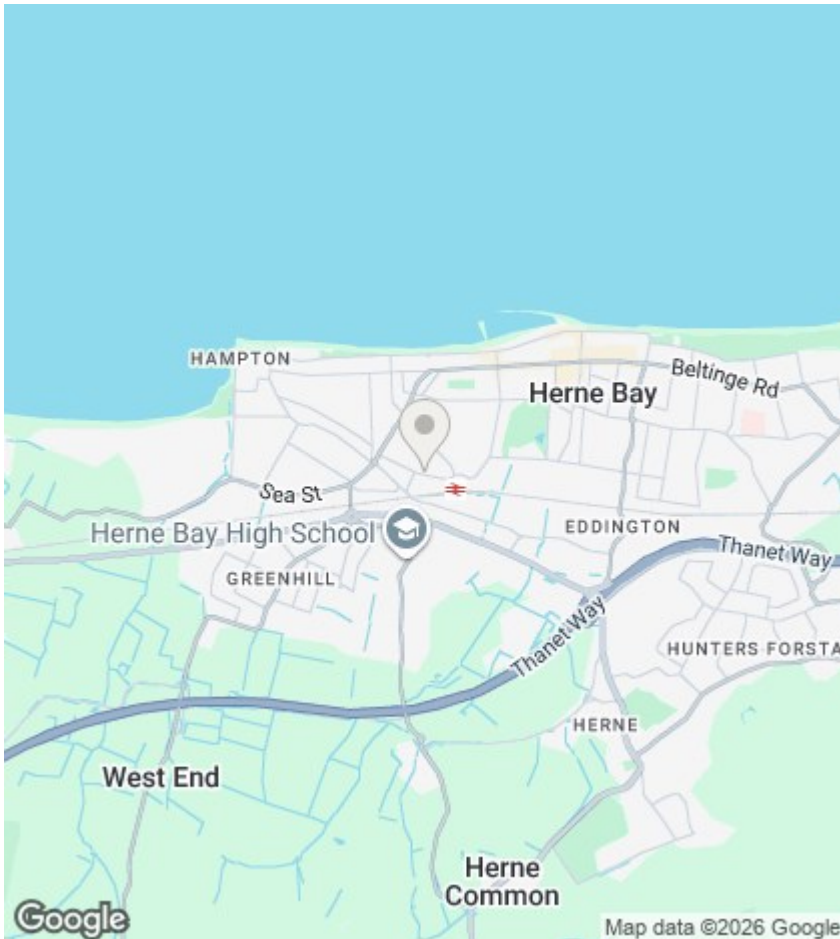 HAMPTON
Beltinge Rd
Herne Bay
Sea St
Herne Bay High School
EDDINGTON
Thanet Way
GREENHILL
Thanet Way
HUNTERS FORSTA
HERNE
West End
Herne
Common
Google
Map data ©2026 Google